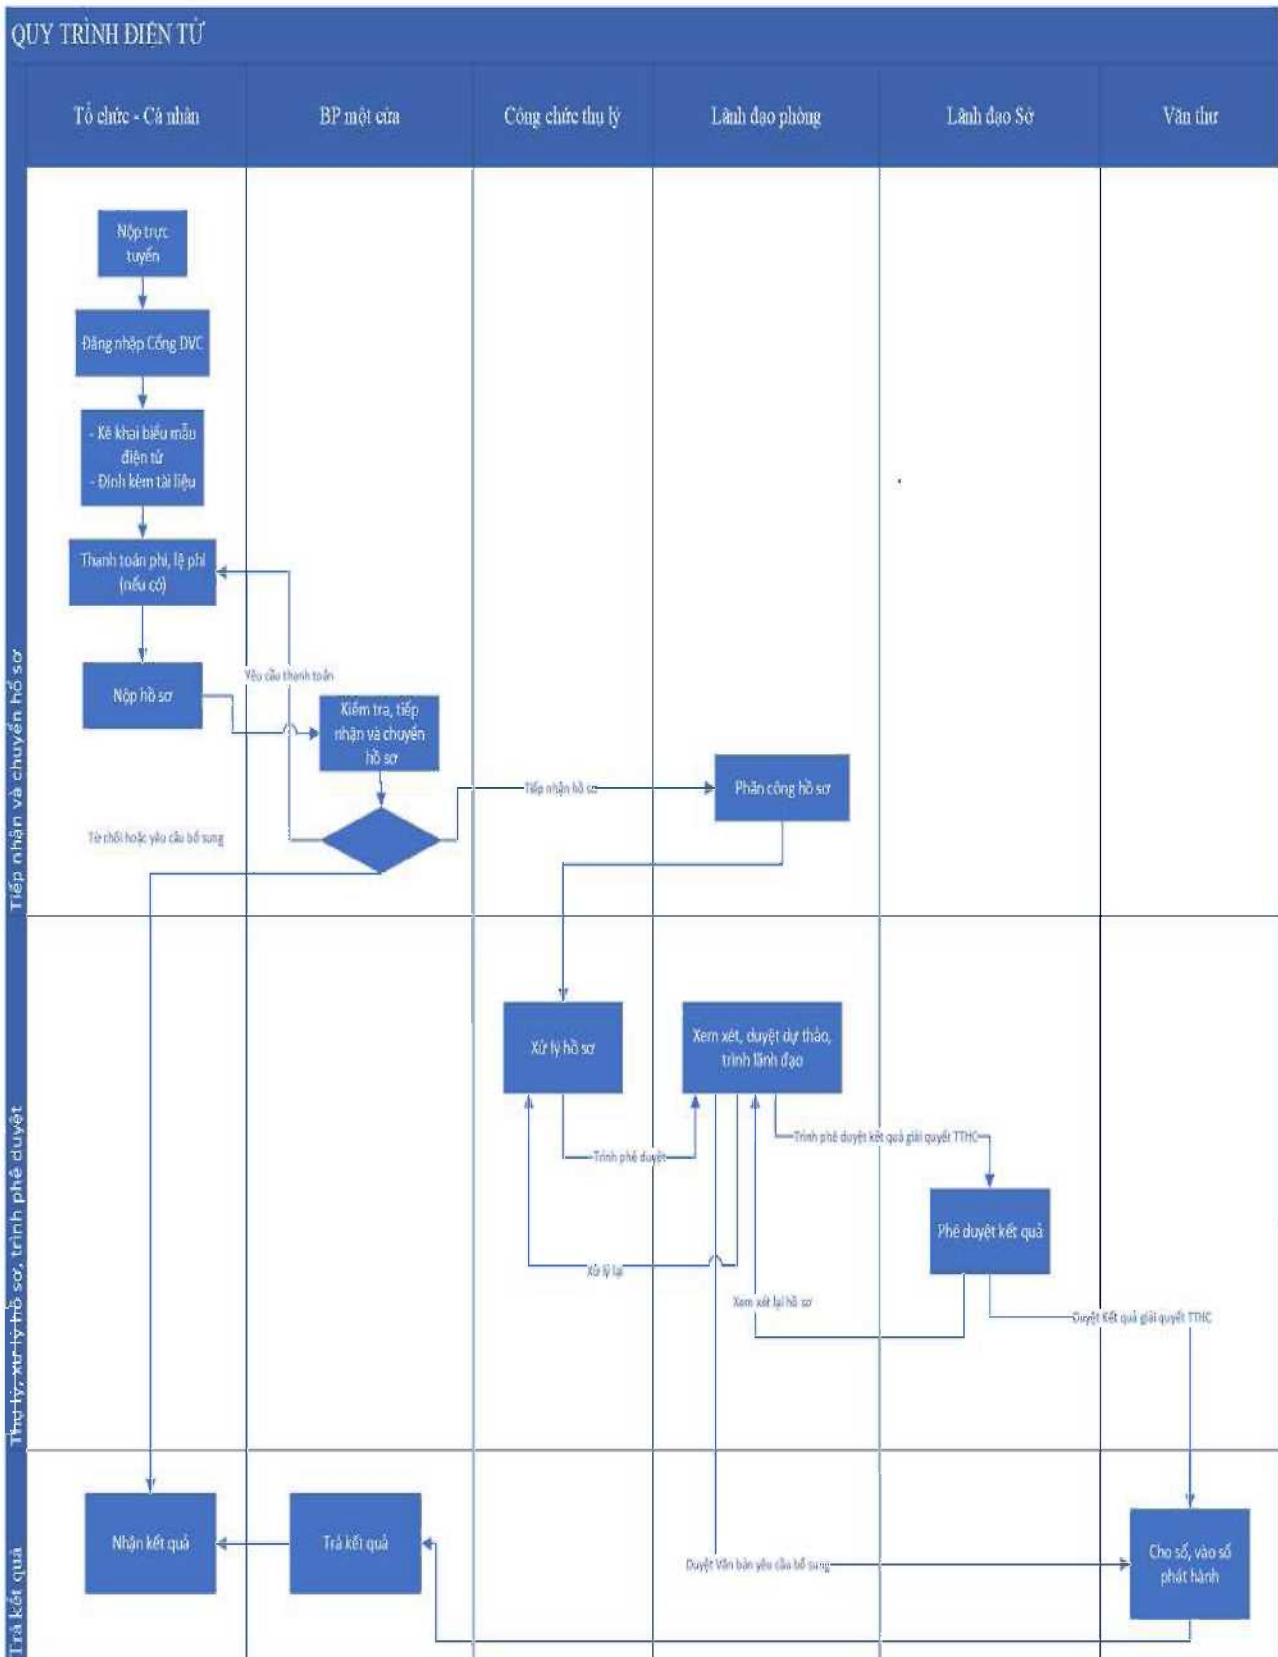 QUY TRÌNH ĐIỆN TỬ
Tổ chức - Cá nhân
BP một cửa
Công chức thụ lý
Lãnh đạo phòng
Lãnh đạo Sở
Văn thư
Tiếp nhận và chuyển hồ sơ
Nộp trực
tuyến
Đăng nhập Cổng DVC
- Kê khai biểu mẫu
điện tử
- Đính kèm tài liệu
Thanh toán phí, lệ phí
(nếu có)
Yêu cầu thanh toán
Nộp hồ sơ
Kiểm tra, tiếp
nhận và chuyển
hồ sơ
Tiếp nhận hồ sơ
Phân công hồ sơ
Từ chối hoặc yêu cầu bổ sung
Thụ lý, xử lý hồ sơ, trình phê duyệt
Xử lý hồ sơ
Xem xét, duyệt dự thảo,
trình lãnh đạo
Trình phê duyệt kết quả giải quyết TTHC
Trình phê duyệt
Phê duyệt kết quả
Xử lý lại
Xem xét lại hồ sơ
Duyệt Kết quả giải quyết TTHC
Trả kết quả
Nhận kết quả
Trả kết quả
Duyệt Văn bản yêu cầu bổ sung
Cho số, vào sổ
phát hành